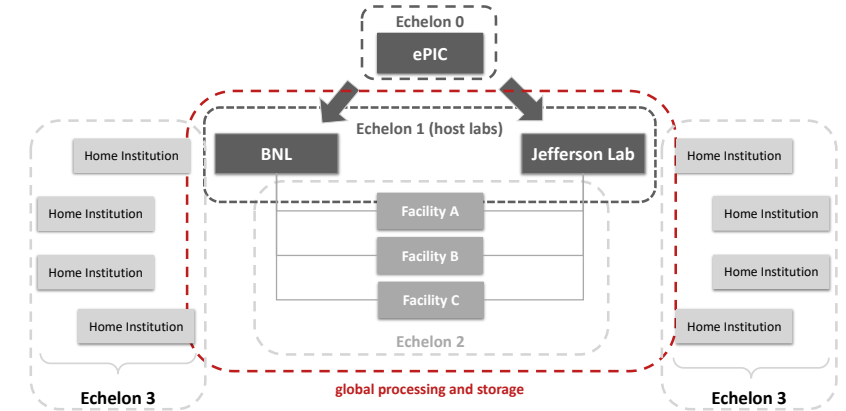 Echelon 0
ePIC
Echelon 1 (host labs)
BNL
Jefferson Lab
Home Institution
Home Institution
Home Institution
Home Institution
Facility A
Facility B
Facility C
Echelon 2
Home Institution
Home Institution
Home Institution
Home Institution
global processing and storage
Echelon 3
Echelon 3